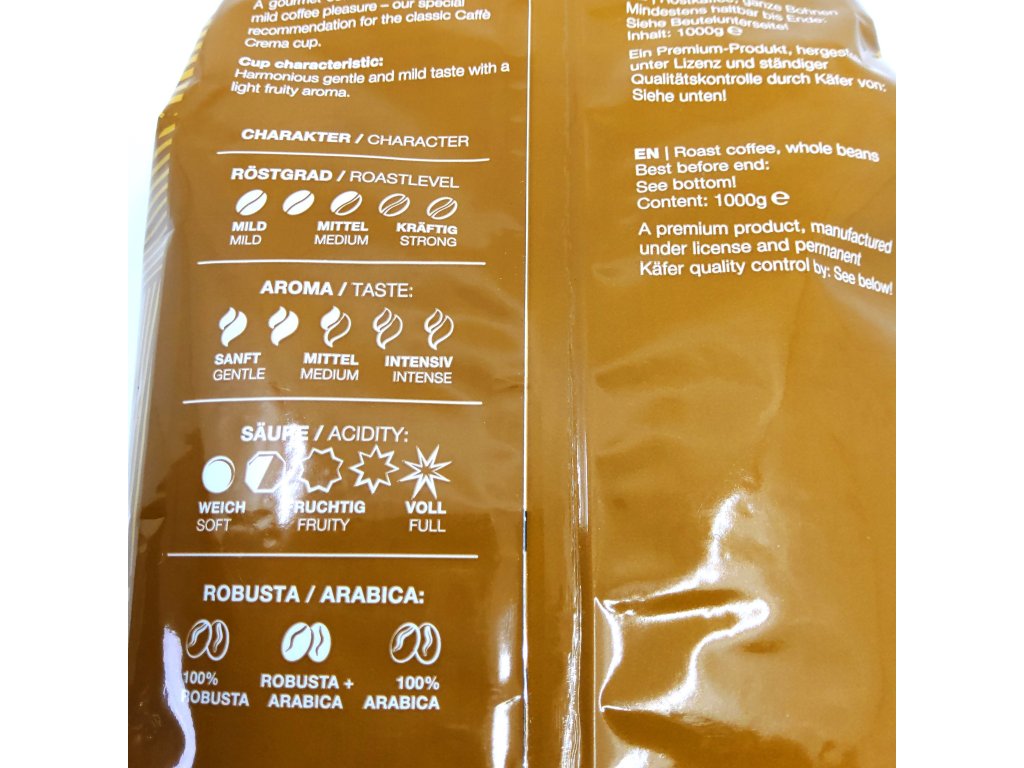 A gourmet
mild coffee pleasure – our special
recommendation for the classic Caffè
Crema cup.
Cup characteristic:
Harmonious gentle and mild taste with a
light fruity aroma.
CHARAKTER / CHARACTER
RÖSTGRAD / ROASTLEVEL
MILD MITTEL KRÄFTIG
MILD MEDIUM STRONG
AROMA / TASTE:
SANFT MITTEL INTENSIV
GENTLE MEDIUM INTENSE
SÄURE / ACIDITY:
WEICH FRUCHTIG VOLL
SOFT FRUITY FULL
ROBUSTA / ARABICA:
100% ROBUSTA + 100%
ROBUSTA ARABICA ARABICA
Röstkaffee, ganze Bohnen
Mindestens haltbar bis Ende:
Siehe Beutelunterseite!
Inhalt: 1000g ℮
Ein Premium-Produkt,
unter Lizenz und ständiger
Qualitätskontrolle durch Käfer von:
Siehe unten!
EN | Roast coffee, whole beans
Best before end:
See bottom!
Content: 1000g ℮
A premium product, manufactured
under license and permanent
Käfer quality control by: See below!